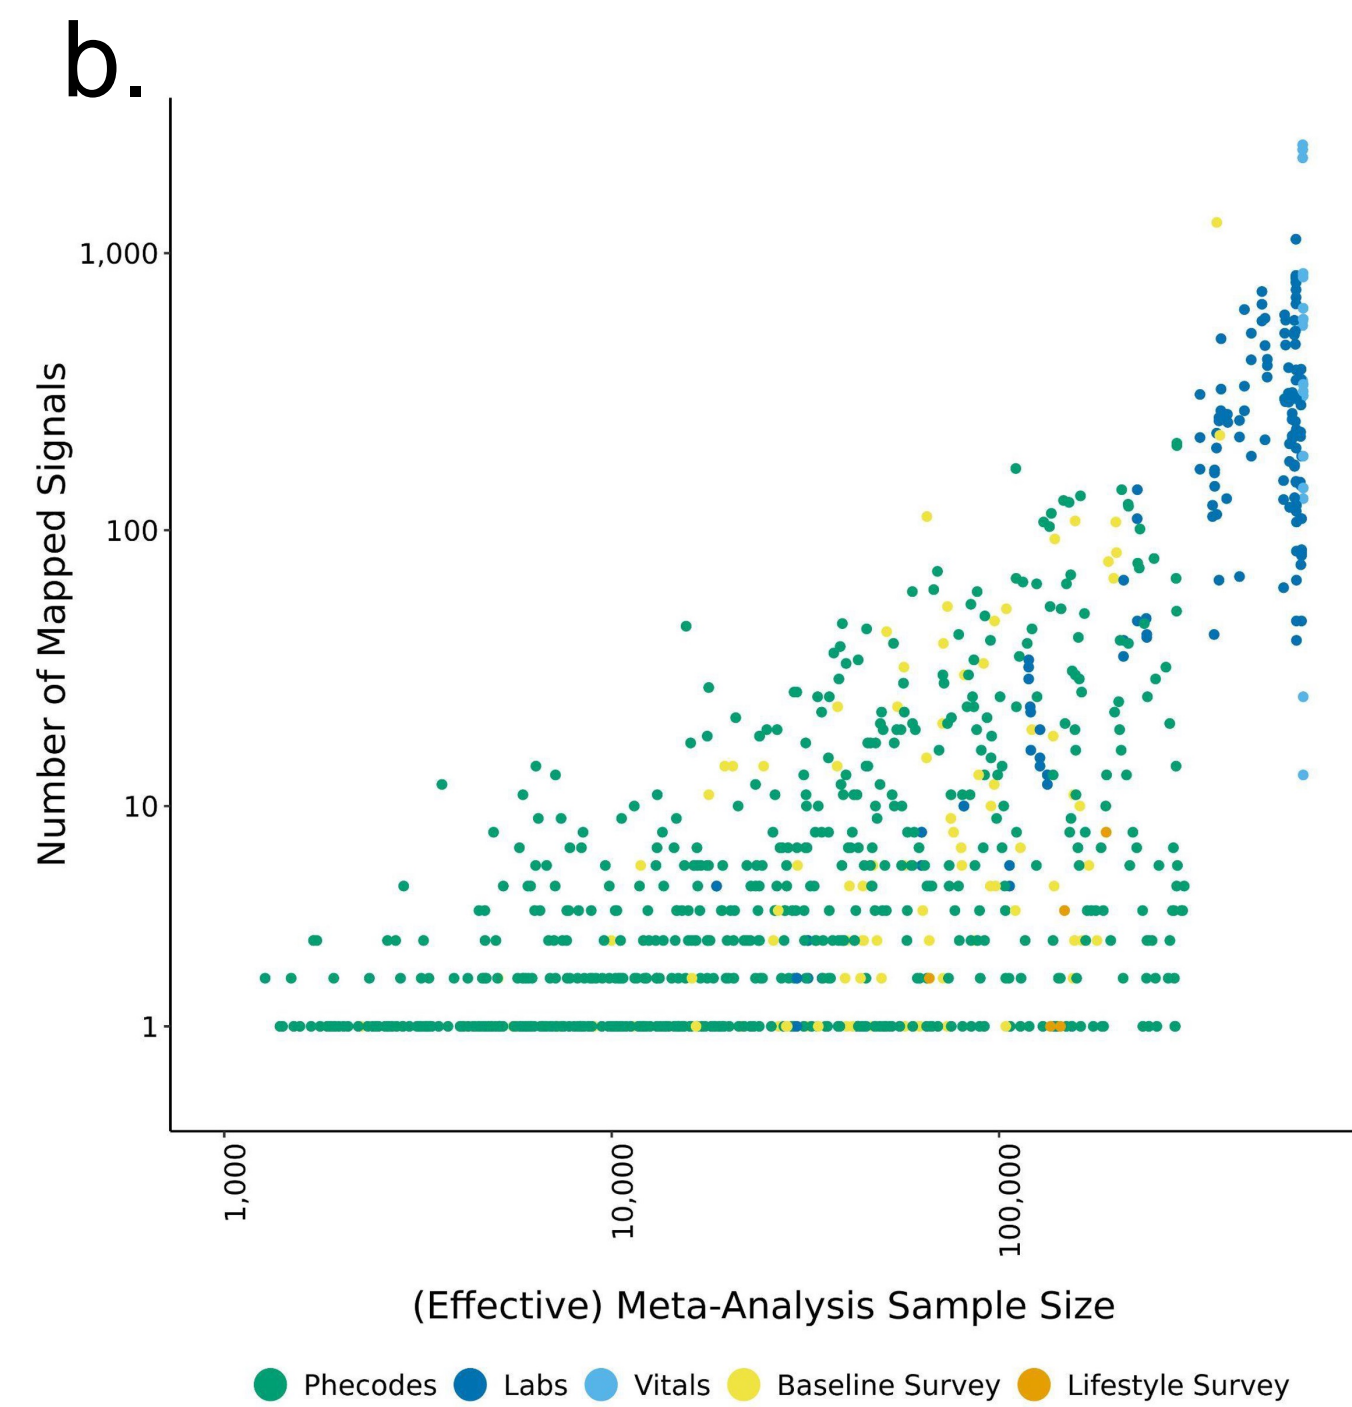 b.
Number of Mapped Signals
1,000
100
10
1
1,000
10,000
100,000
(Effective) Meta-Analysis Sample Size
Phecodes Labs Vitals Baseline Survey Lifestyle Survey